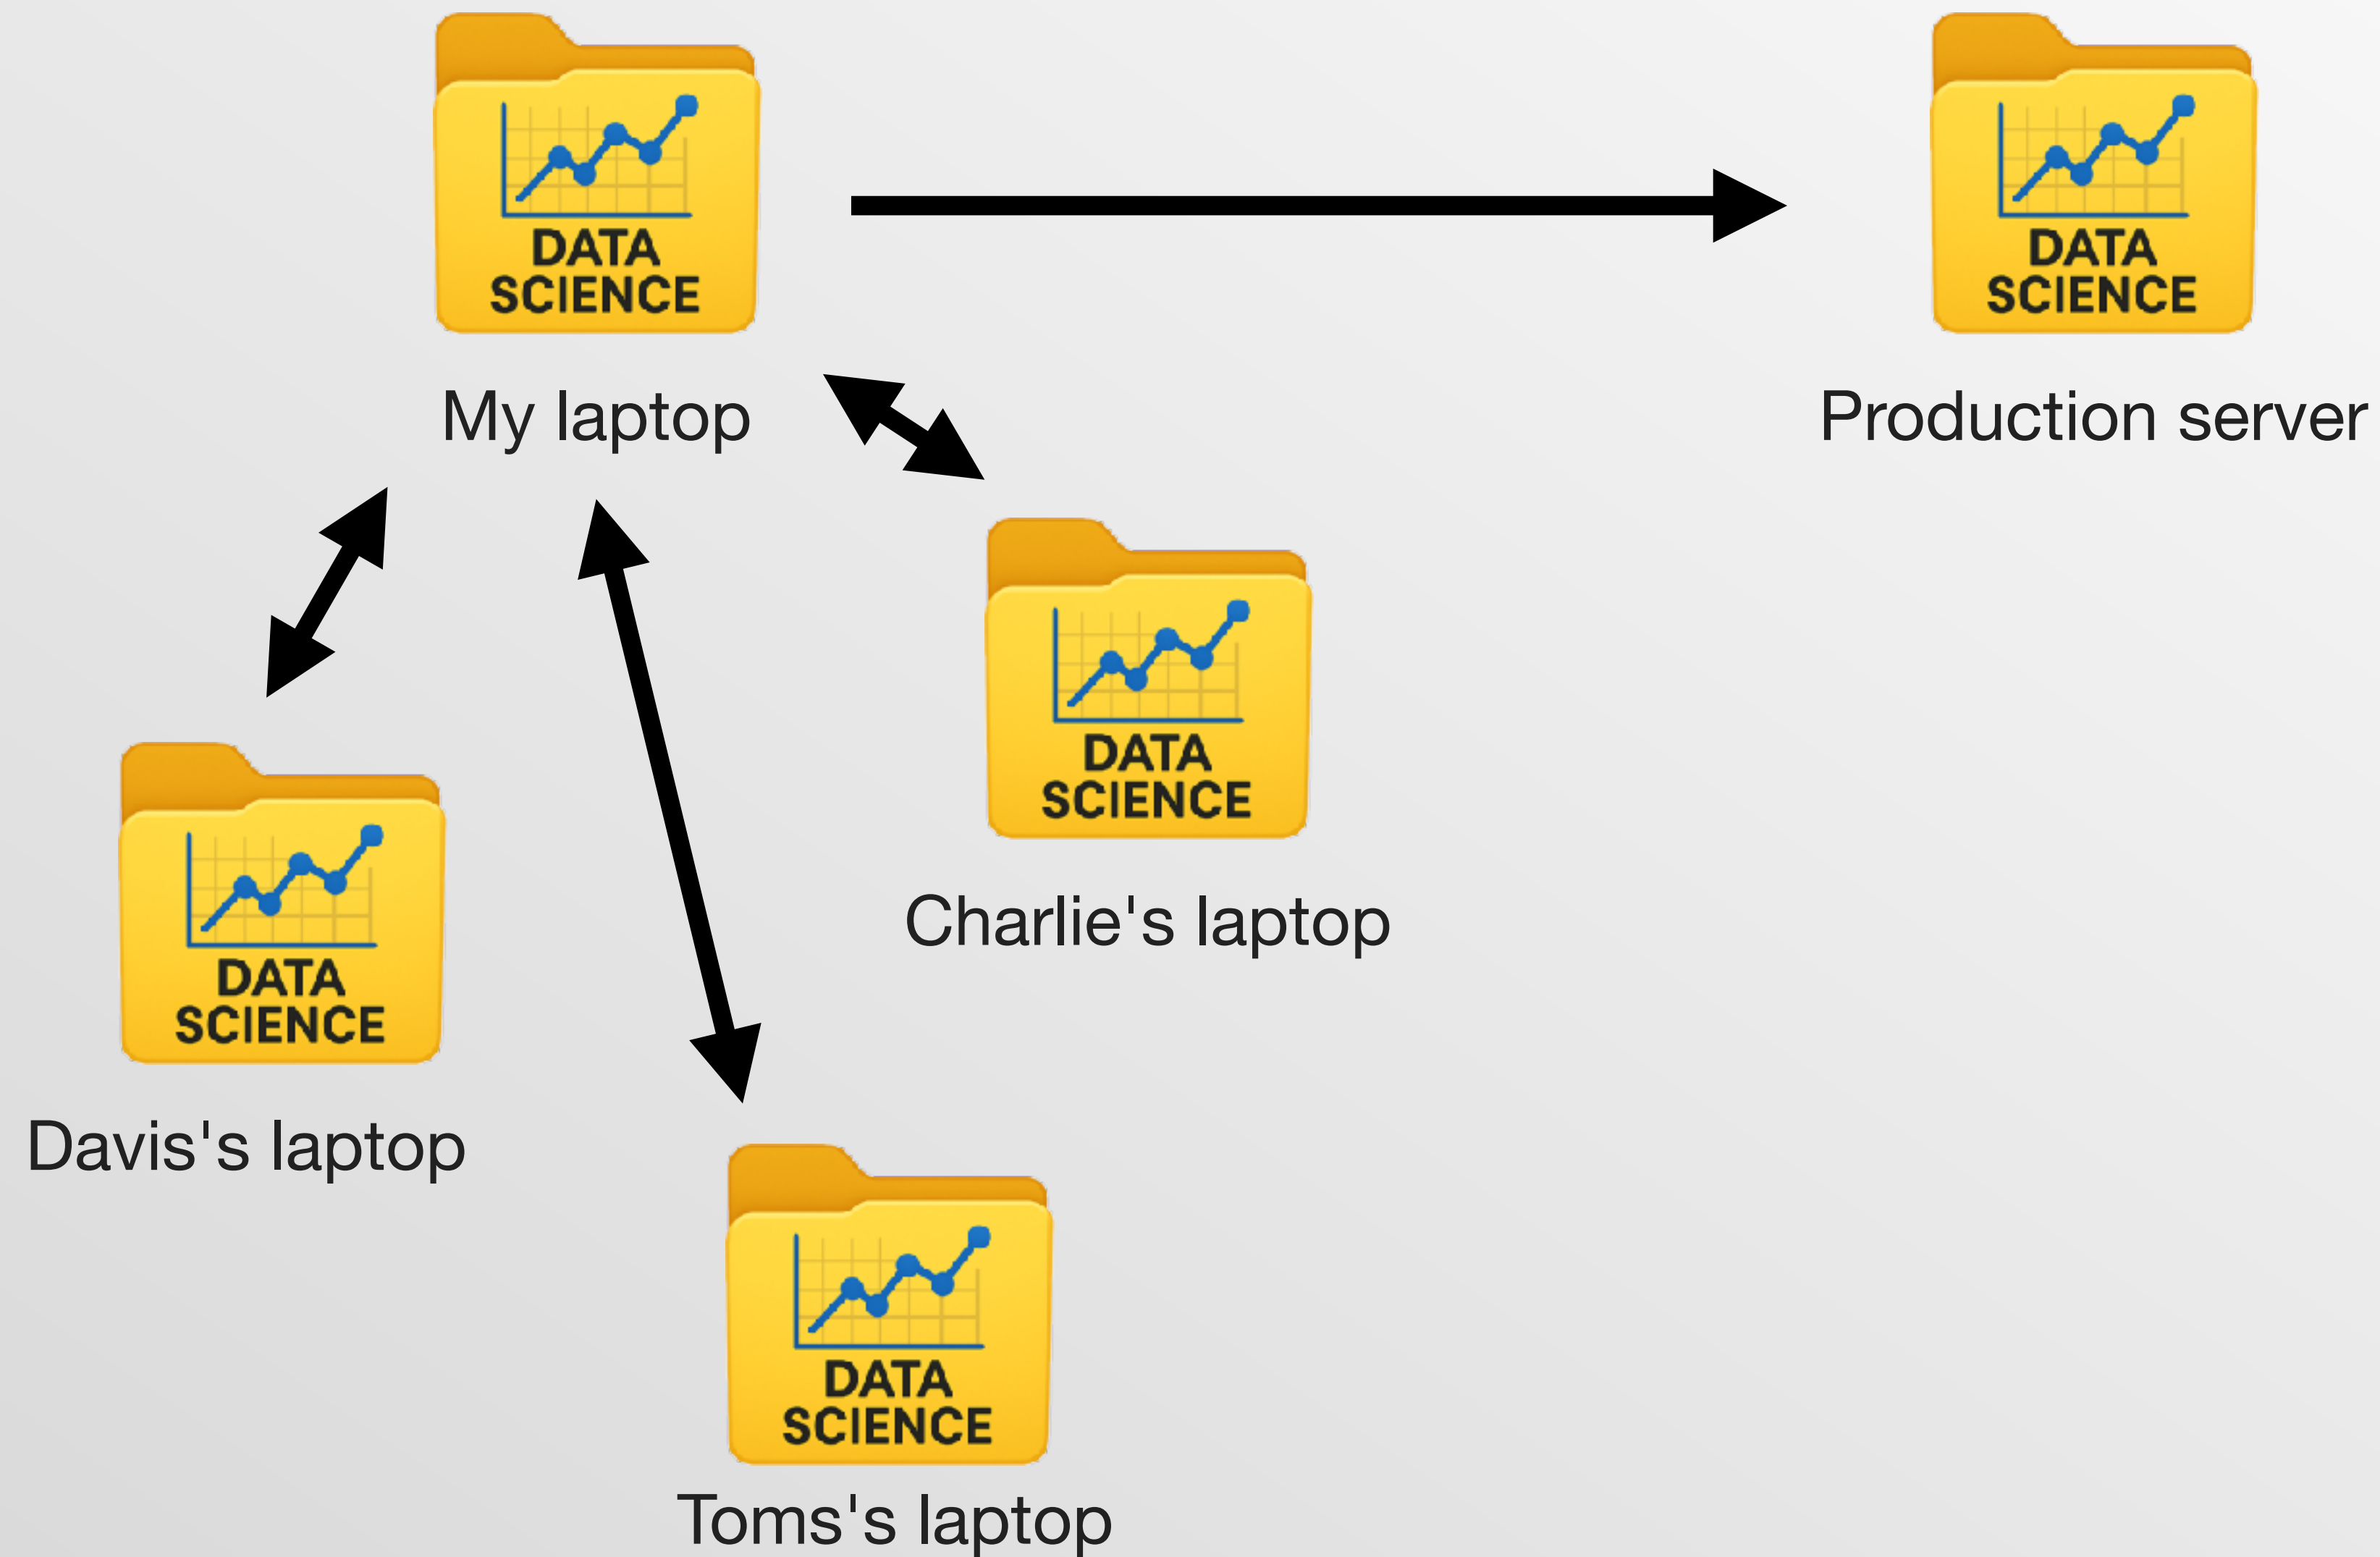 DATA
SCIENCE
My laptop
DATA
SCIENCE
Production server
DATA
SCIENCE
Charlie's laptop
DATA
SCIENCE
Davis's laptop
DATA
SCIENCE
Toms's laptop